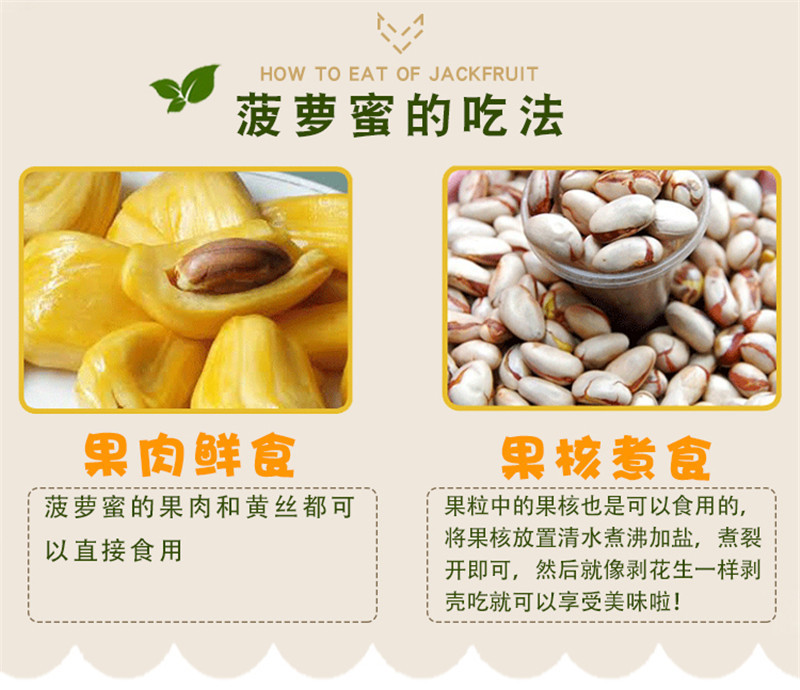 HOW TO EAT OF JACKFRUIT
菠萝蜜的吃法
果肉鲜食
菠萝蜜的果肉和黄丝都可
以直接食用
果核煮食
果粒中的果核也是可以食用的，
将果核放置清水煮沸加盐，煮裂
开即可，然后就像剥花生一样剥
壳吃就可以享受美味啦！